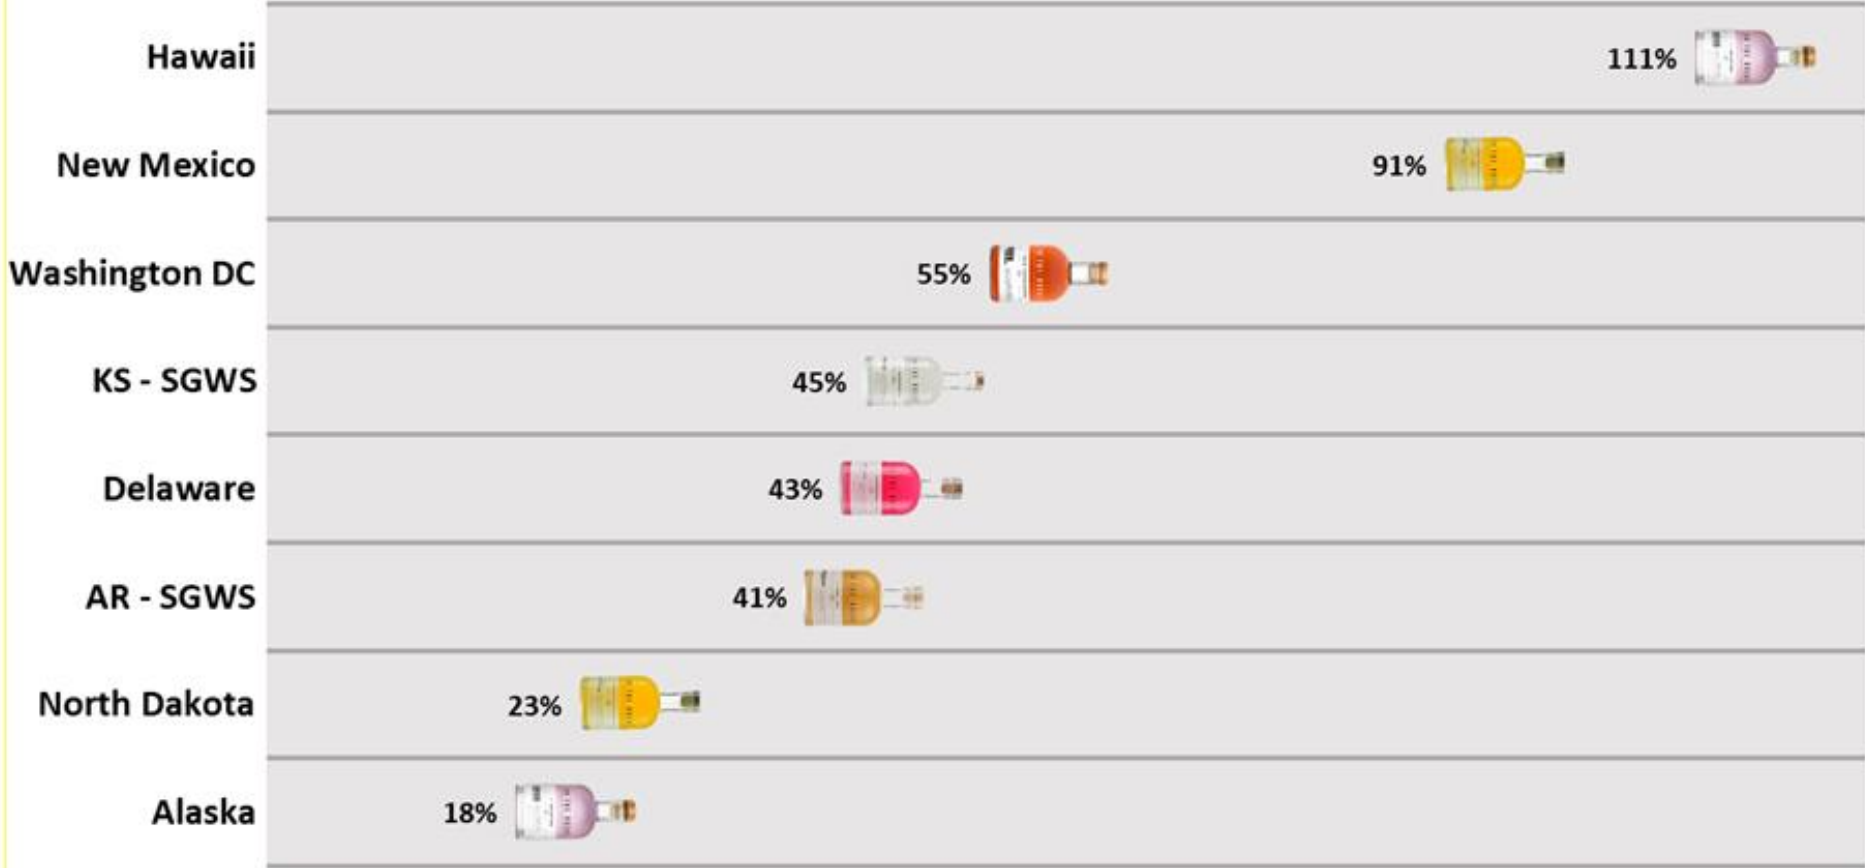 Hawaii 111%
New Mexico 91%
Washington DC 55%
KS - SGWS 45%
Delaware 43%
AR - SGWS 41%
North Dakota 23%
Alaska 18%